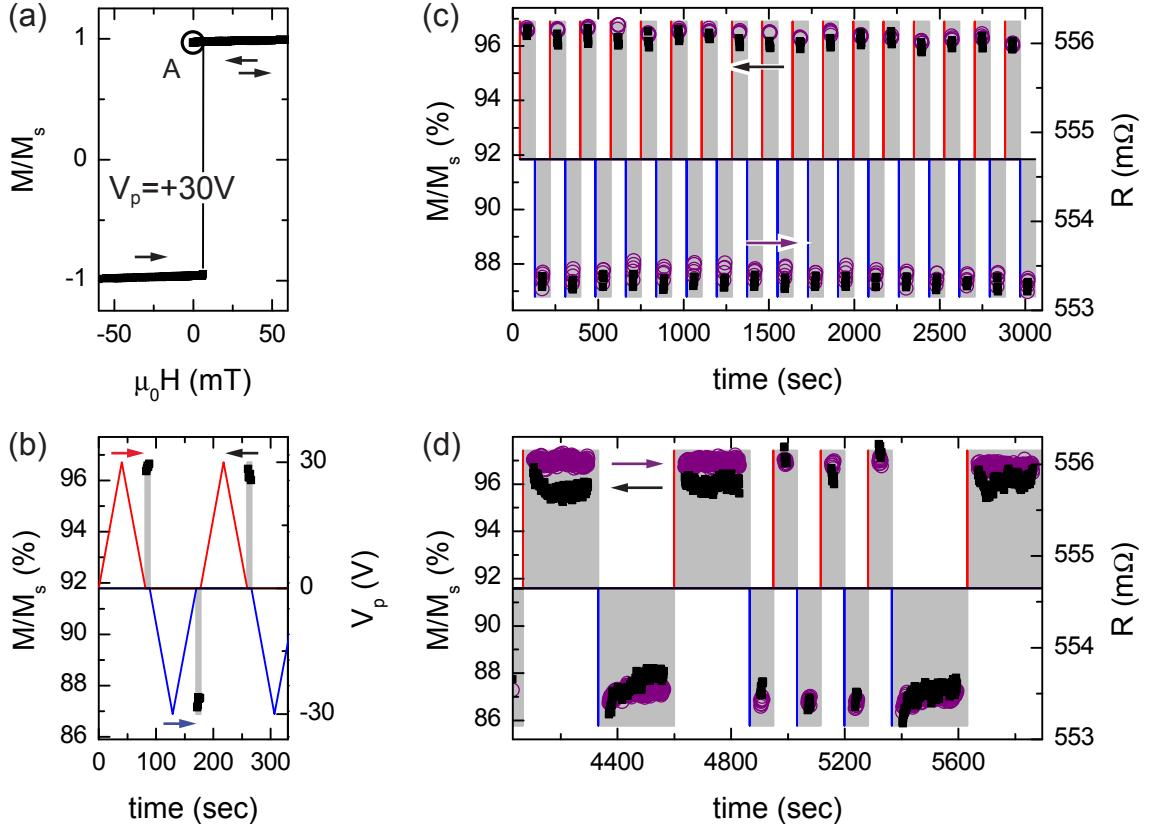 (a)
1
0
-1
M/Mₛ
A
Vₚ=+30V
-50 0 50
μ₀H (mT)
(b)
96
94
92
90
88
86
M/Mₛ (%)
30
0
-30
Vₚ (V)
0 100 200 300
time (sec)
(c)
96
94
92
90
88
M/Mₛ (%)
556
555
554
553
R (mΩ)
0 500 1000 1500 2000 2500 3000
time (sec)
(d)
96
94
92
90
88
86
M/Mₛ (%)
556
555
554
553
R (mΩ)
4400 4800 5200 5600
time (sec)